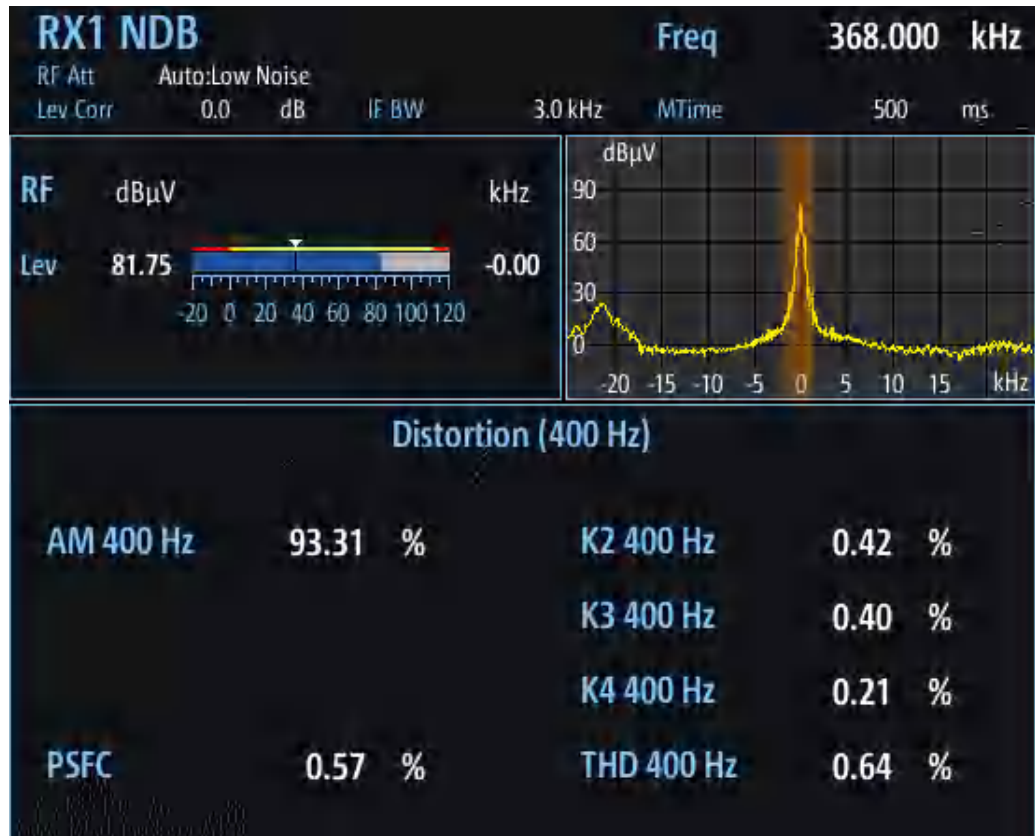 RX1 NDB Freq 368.000 kHz
RF Att Auto:Low Noise
Lev Corr 0.0 dB IF BW 3.0 kHz MTime 500 ms
RF dBµV kHz
Lev 81.75 -0.00
-20 0 20 40 60 80 100 120
dBµV
90
60
30
0
-20 -15 -10 -5 0 5 10 15 kHz
Distortion (400 Hz)
AM 400 Hz 93.31 % K2 400 Hz 0.42 %
K3 400 Hz 0.40 %
K4 400 Hz 0.21 %
PSFC 0.57 % THD 400 Hz 0.64 %